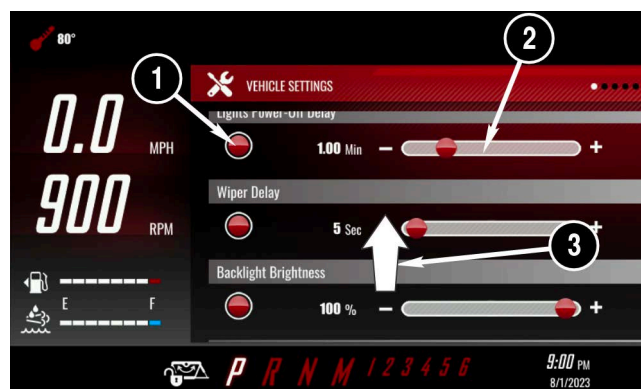 80°
1
2
VEHICLE SETTINGS
0.0 MPH
Lights Power-Off Delay
1.00 Min − +
900 RPM
Wiper Delay
5 Sec +
3
Backlight Brightness
E F
100 % − +
P R N M 1 2 3 4 5 6
9:00 PM
8/1/2023